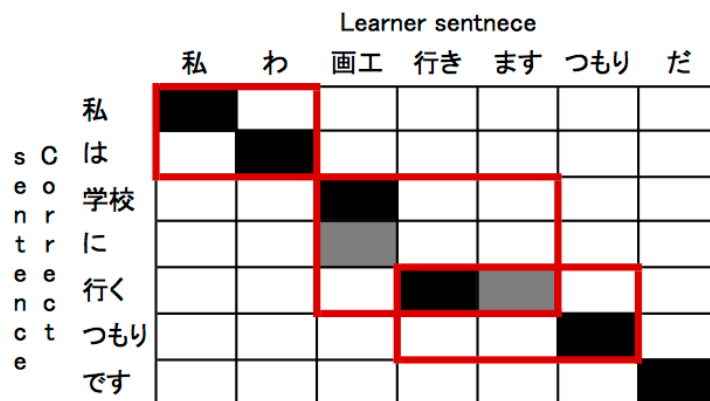 Learner sentnece
私 わ 画工 行き ます つもり だ
Correct sentence
私
は
学校
に
行く
つもり
です